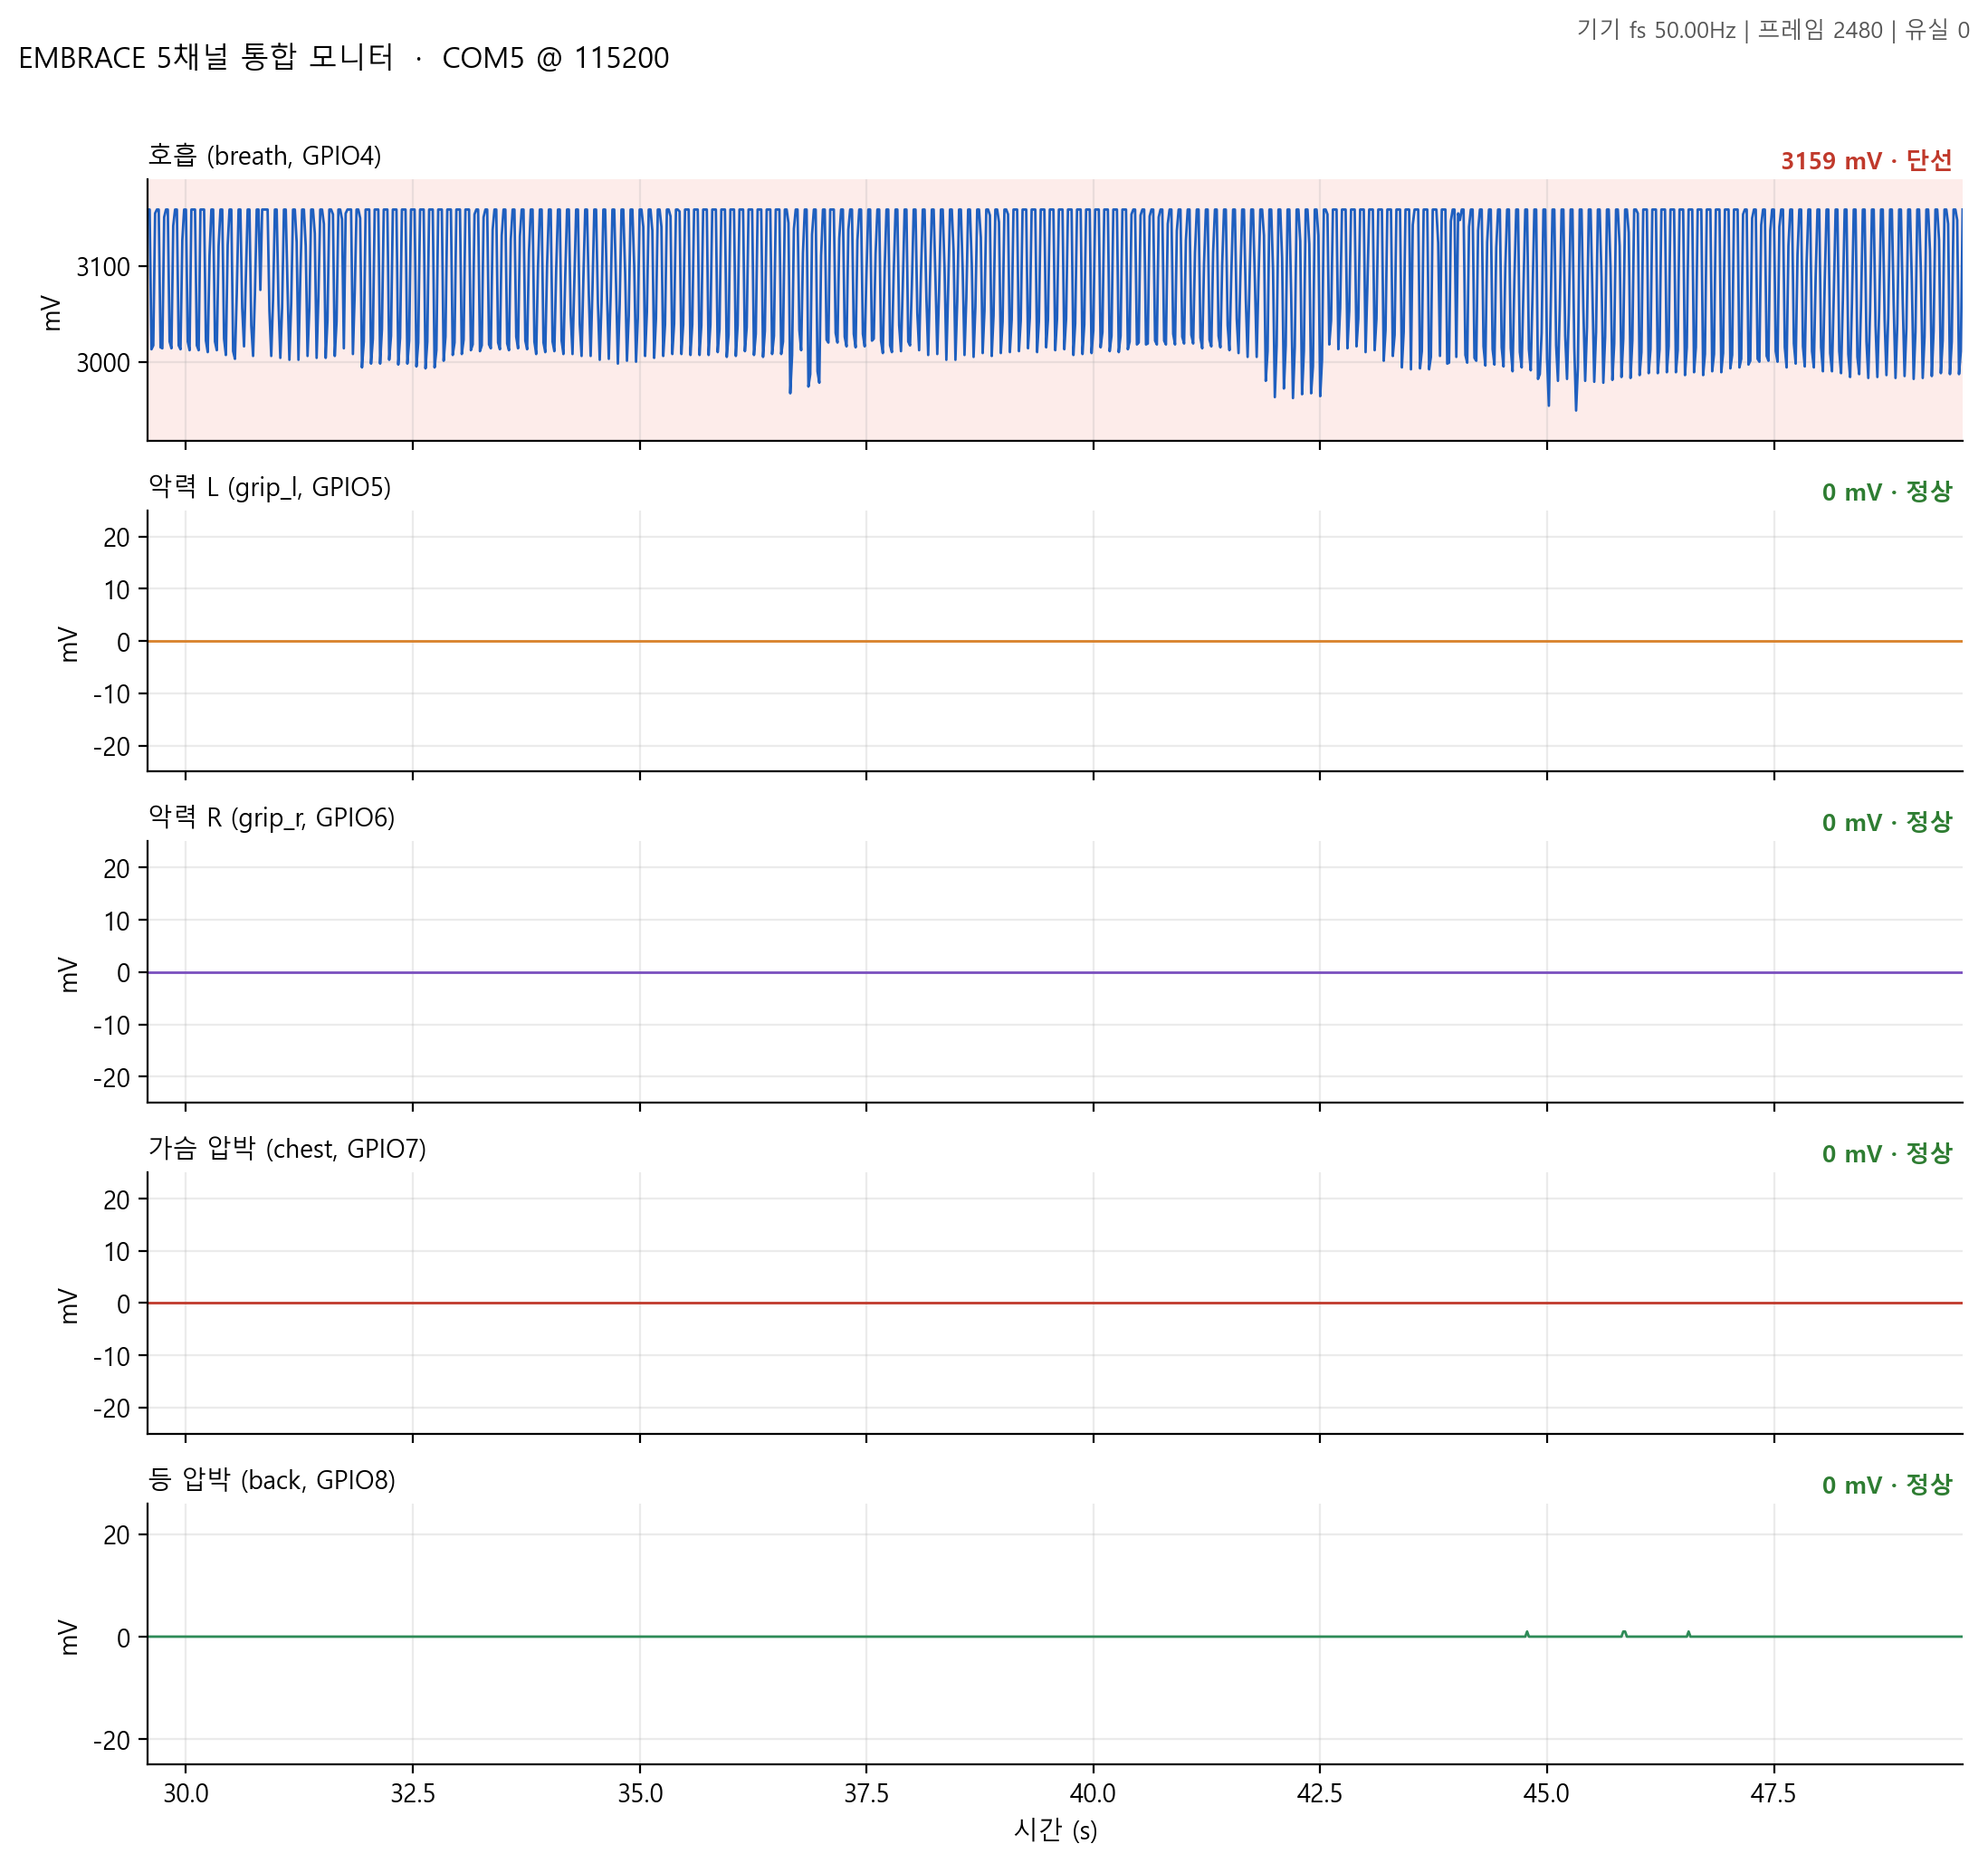 기기 fs 50.00Hz | 프레임 2480 | 유실 0
EMBRACE 5채널 통합 모니터 · COM5 @ 115200
호흡 (breath, GPIO4)
3159 mV · 단선
3100
3000
mV
악력 L (grip_l, GPIO5)
0 mV · 정상
20
10
0
-10
-20
mV
악력 R (grip_r, GPIO6)
0 mV · 정상
20
10
0
-10
-20
mV
가슴 압박 (chest, GPIO7)
0 mV · 정상
20
10
0
-10
-20
mV
등 압박 (back, GPIO8)
0 mV · 정상
20
0
-20
mV
30.0 32.5 35.0 37.5 40.0 42.5 45.0 47.5
시간 (s)